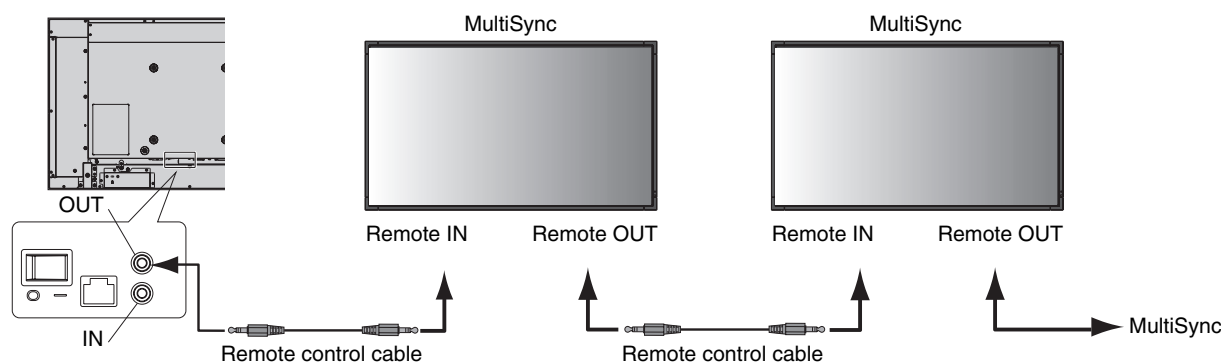 MultiSync
MultiSync
OUT
Remote IN
Remote OUT
Remote IN
Remote OUT
IN
Remote control cable
Remote control cable
MultiSync